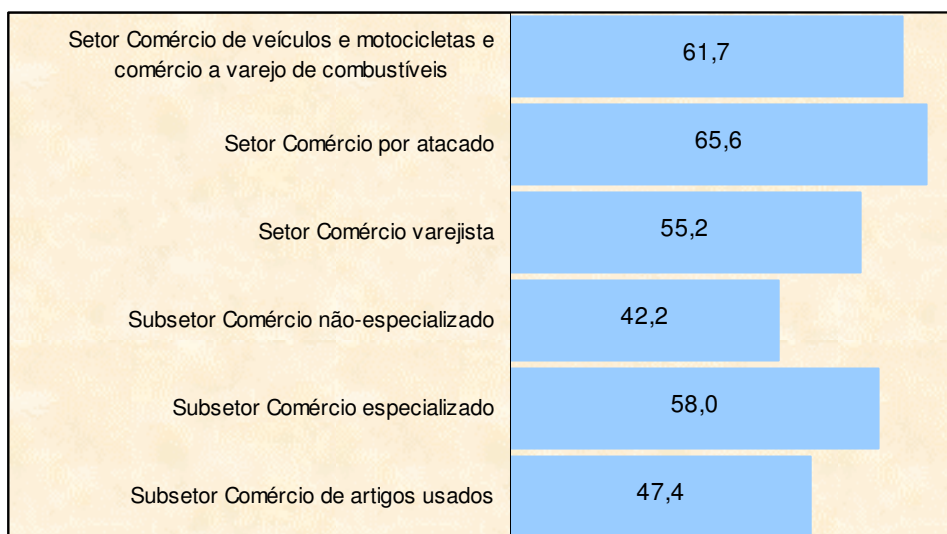 Setor Comércio de veículos e motocicletas e
comércio a varejo de combustíveis
61,7
Setor Comércio por atacado
65,6
Setor Comércio varejista
55,2
Subsetor Comércio não-especializado
42,2
Subsetor Comércio especializado
58,0
Subsetor Comércio de artigos usados
47,4